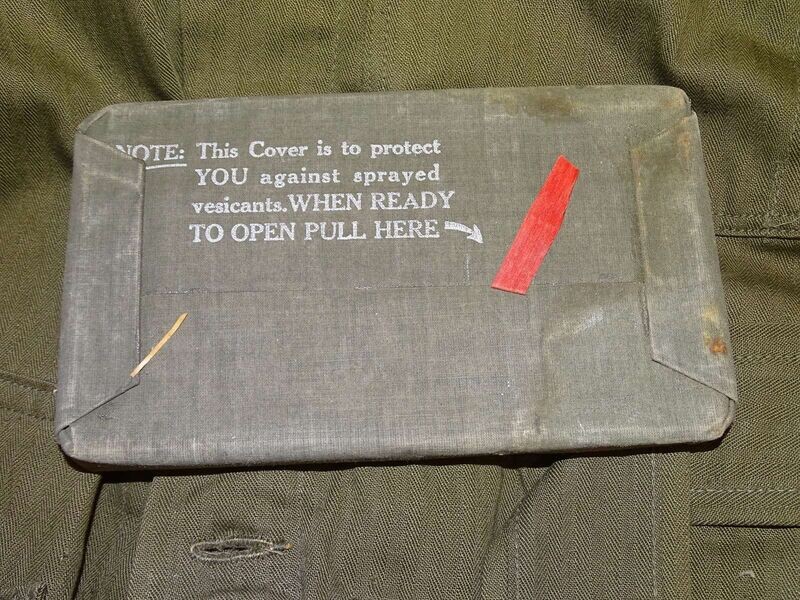 NOTE: This Cover is to protect
YOU against sprayed
vesicants. WHEN READY
TO OPEN PULL HERE